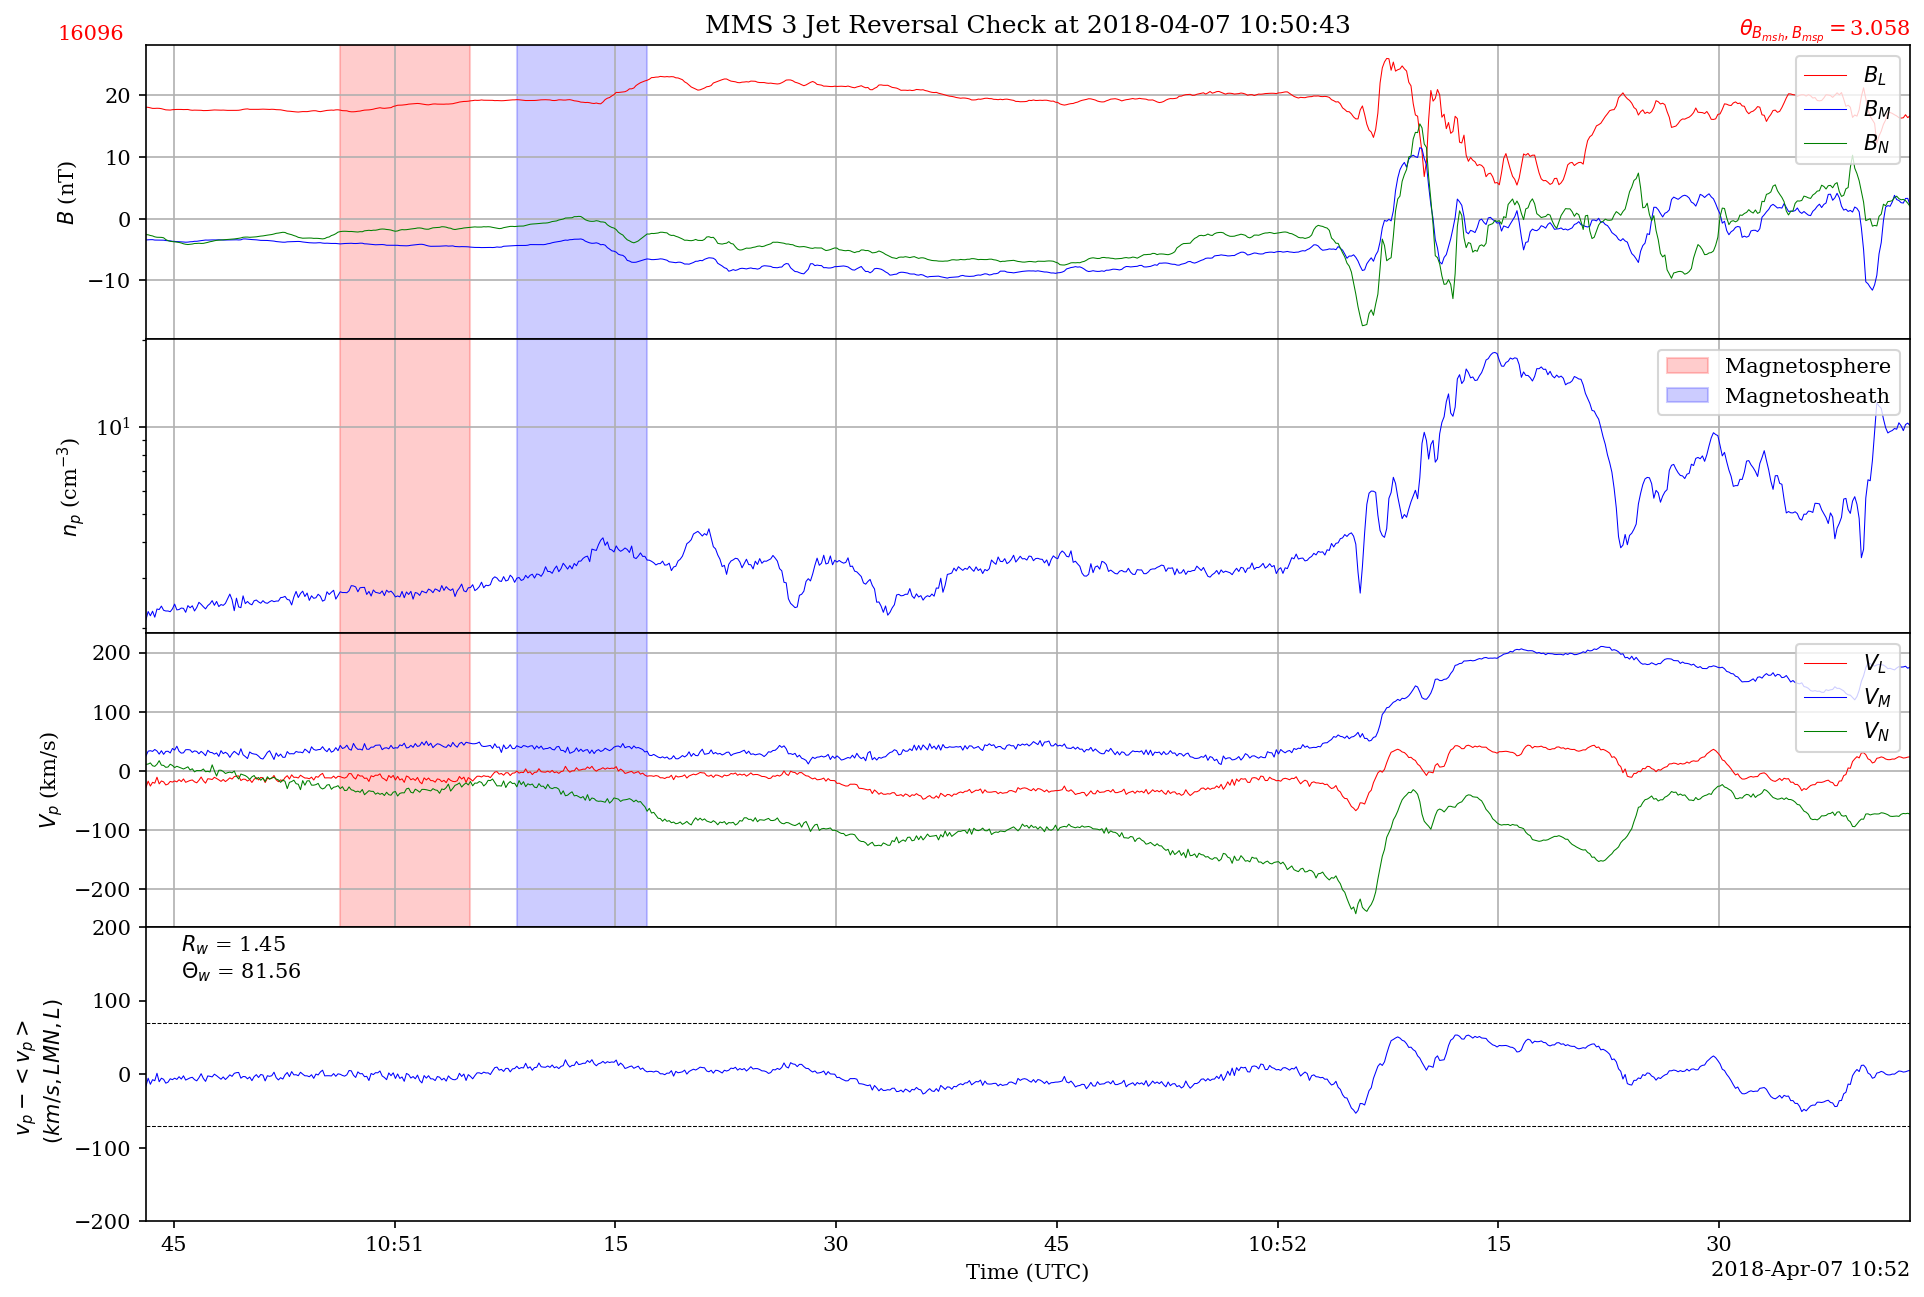 16096
MMS 3 Jet Reversal Check at 2018-04-07 10:50:43
θ_{B_{msh}, B_{msp}} = 3.058
B (nT)
20
10
0
−10
B_L
B_M
B_N
n_p (cm^{−3})
10^1
Magnetosphere
Magnetosheath
V_p (km/s)
200
100
0
−100
−200
V_L
V_M
V_N
v_p − < v_p >
(km/s, LMN, L)
200
100
0
−100
−200
R_w = 1.45
Θ_w = 81.56
45
10:51
15
30
45
10:52
15
30
Time (UTC)
2018-Apr-07 10:52